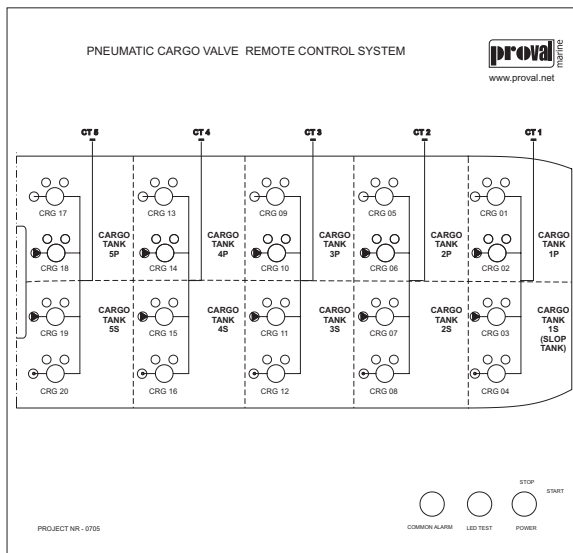 PNEUMATIC CARGO VALVE REMOTE CONTROL SYSTEM
proval
marine
www.proval.net
CT 5
CT 4
CT 3
CT 2
CT 1
CRG 17
CRG 13
CRG 09
CRG 05
CRG 01
CARGO
TANK
5P
CARGO
TANK
4P
CARGO
TANK
3P
CARGO
TANK
2P
CARGO
TANK
1P
CRG 18
CRG 14
CRG 10
CRG 06
CRG 02
CARGO
TANK
5S
CARGO
TANK
4S
CARGO
TANK
3S
CARGO
TANK
2S
CARGO
TANK
1S
(SLOP
TANK)
CRG 19
CRG 15
CRG 11
CRG 07
CRG 03
CRG 20
CRG 16
CRG 12
CRG 08
CRG 04
STOP
START
PROJECT NR - 0705
COMMON ALARM
LED TEST
POWER